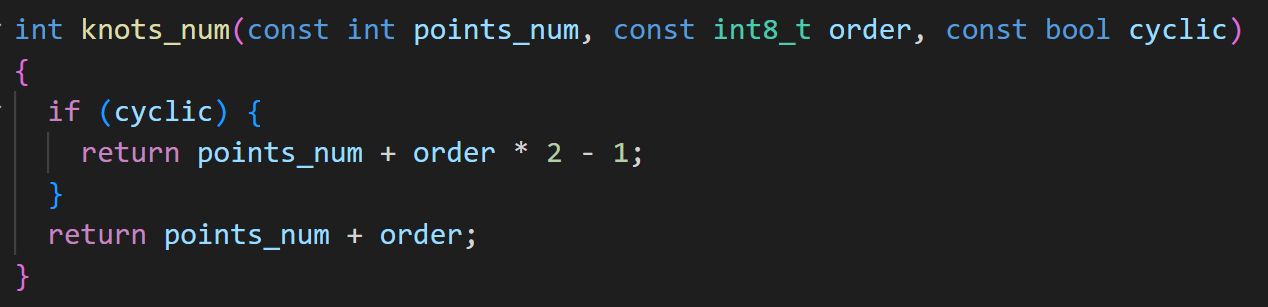 int knots_num(const int points_num, const int8_t order, const bool cyclic)
{
  if (cyclic) {
    return points_num + order * 2 - 1;
  }
  return points_num + order;
}